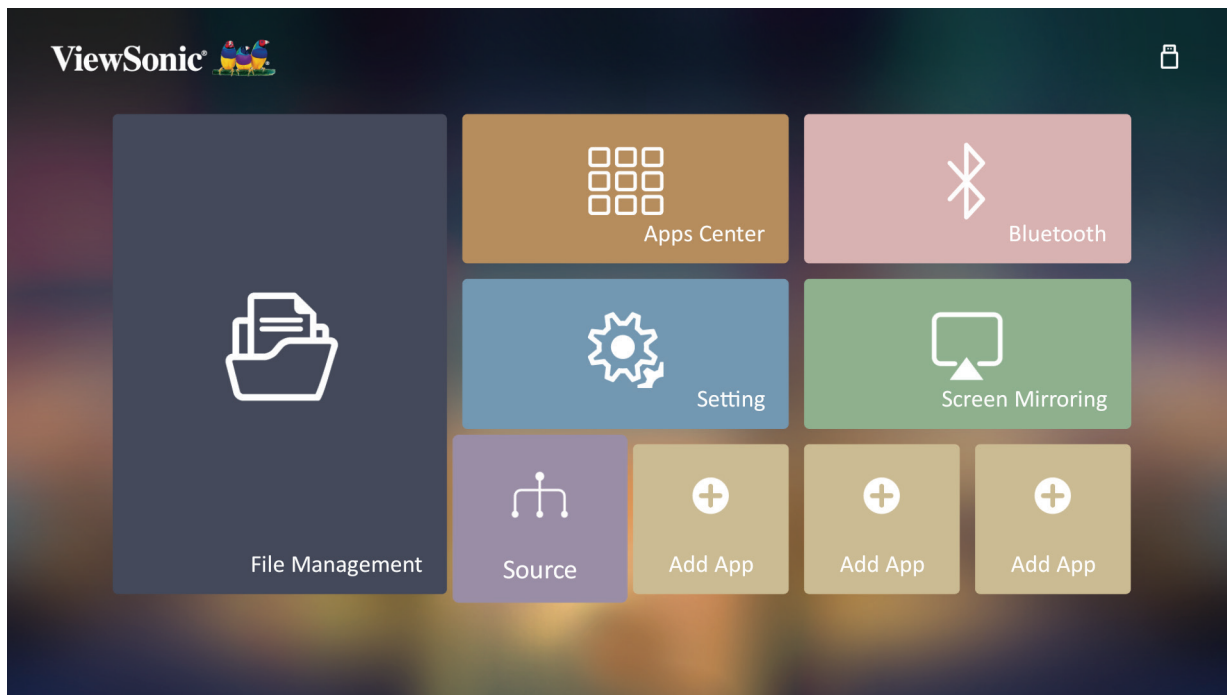 ViewSonic®
Apps Center
Bluetooth
Setting
Screen Mirroring
File Management
Source
Add App
Add App
Add App